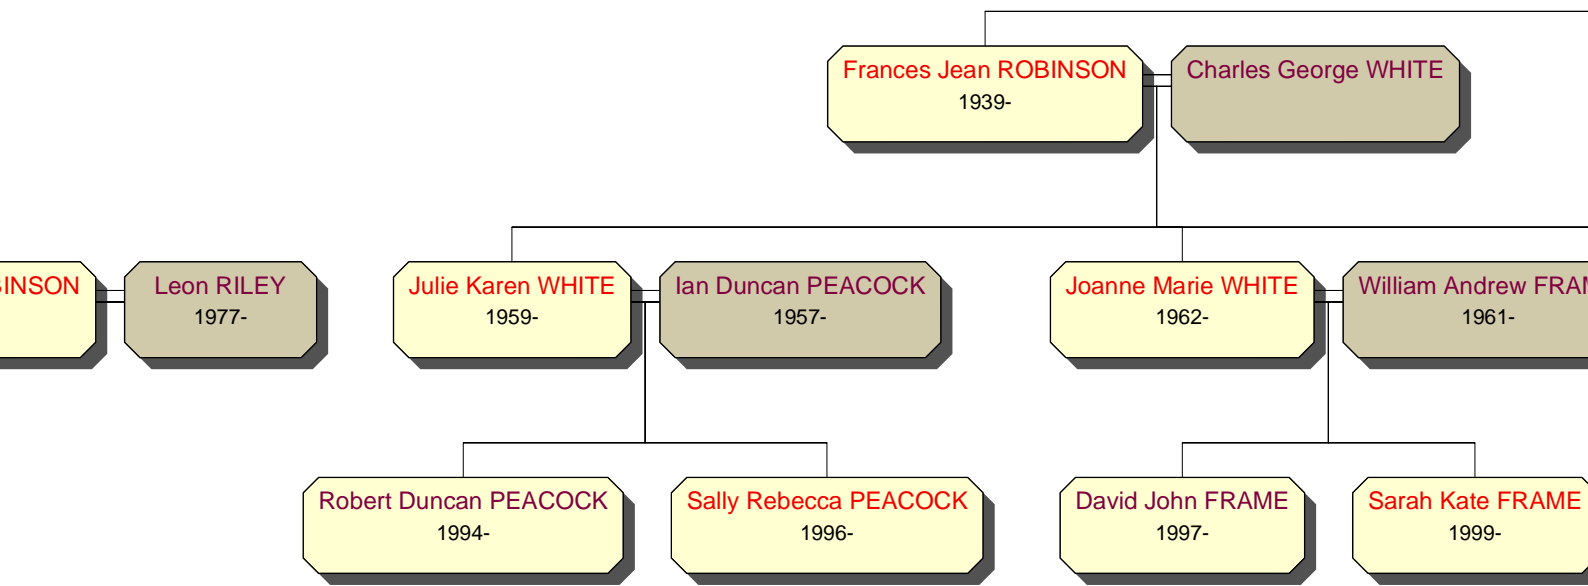 Frances Jean ROBINSON
1939-
Charles George WHITE
Leon RILEY
1977-
Julie Karen WHITE
1959-
Ian Duncan PEACOCK
1957-
Joanne Marie WHITE
1962-
William Andrew
1961-
Robert Duncan PEACOCK
1994-
Sally Rebecca PEACOCK
1996-
David John FRAME
1997-
Sarah Kate FRAME
1999-